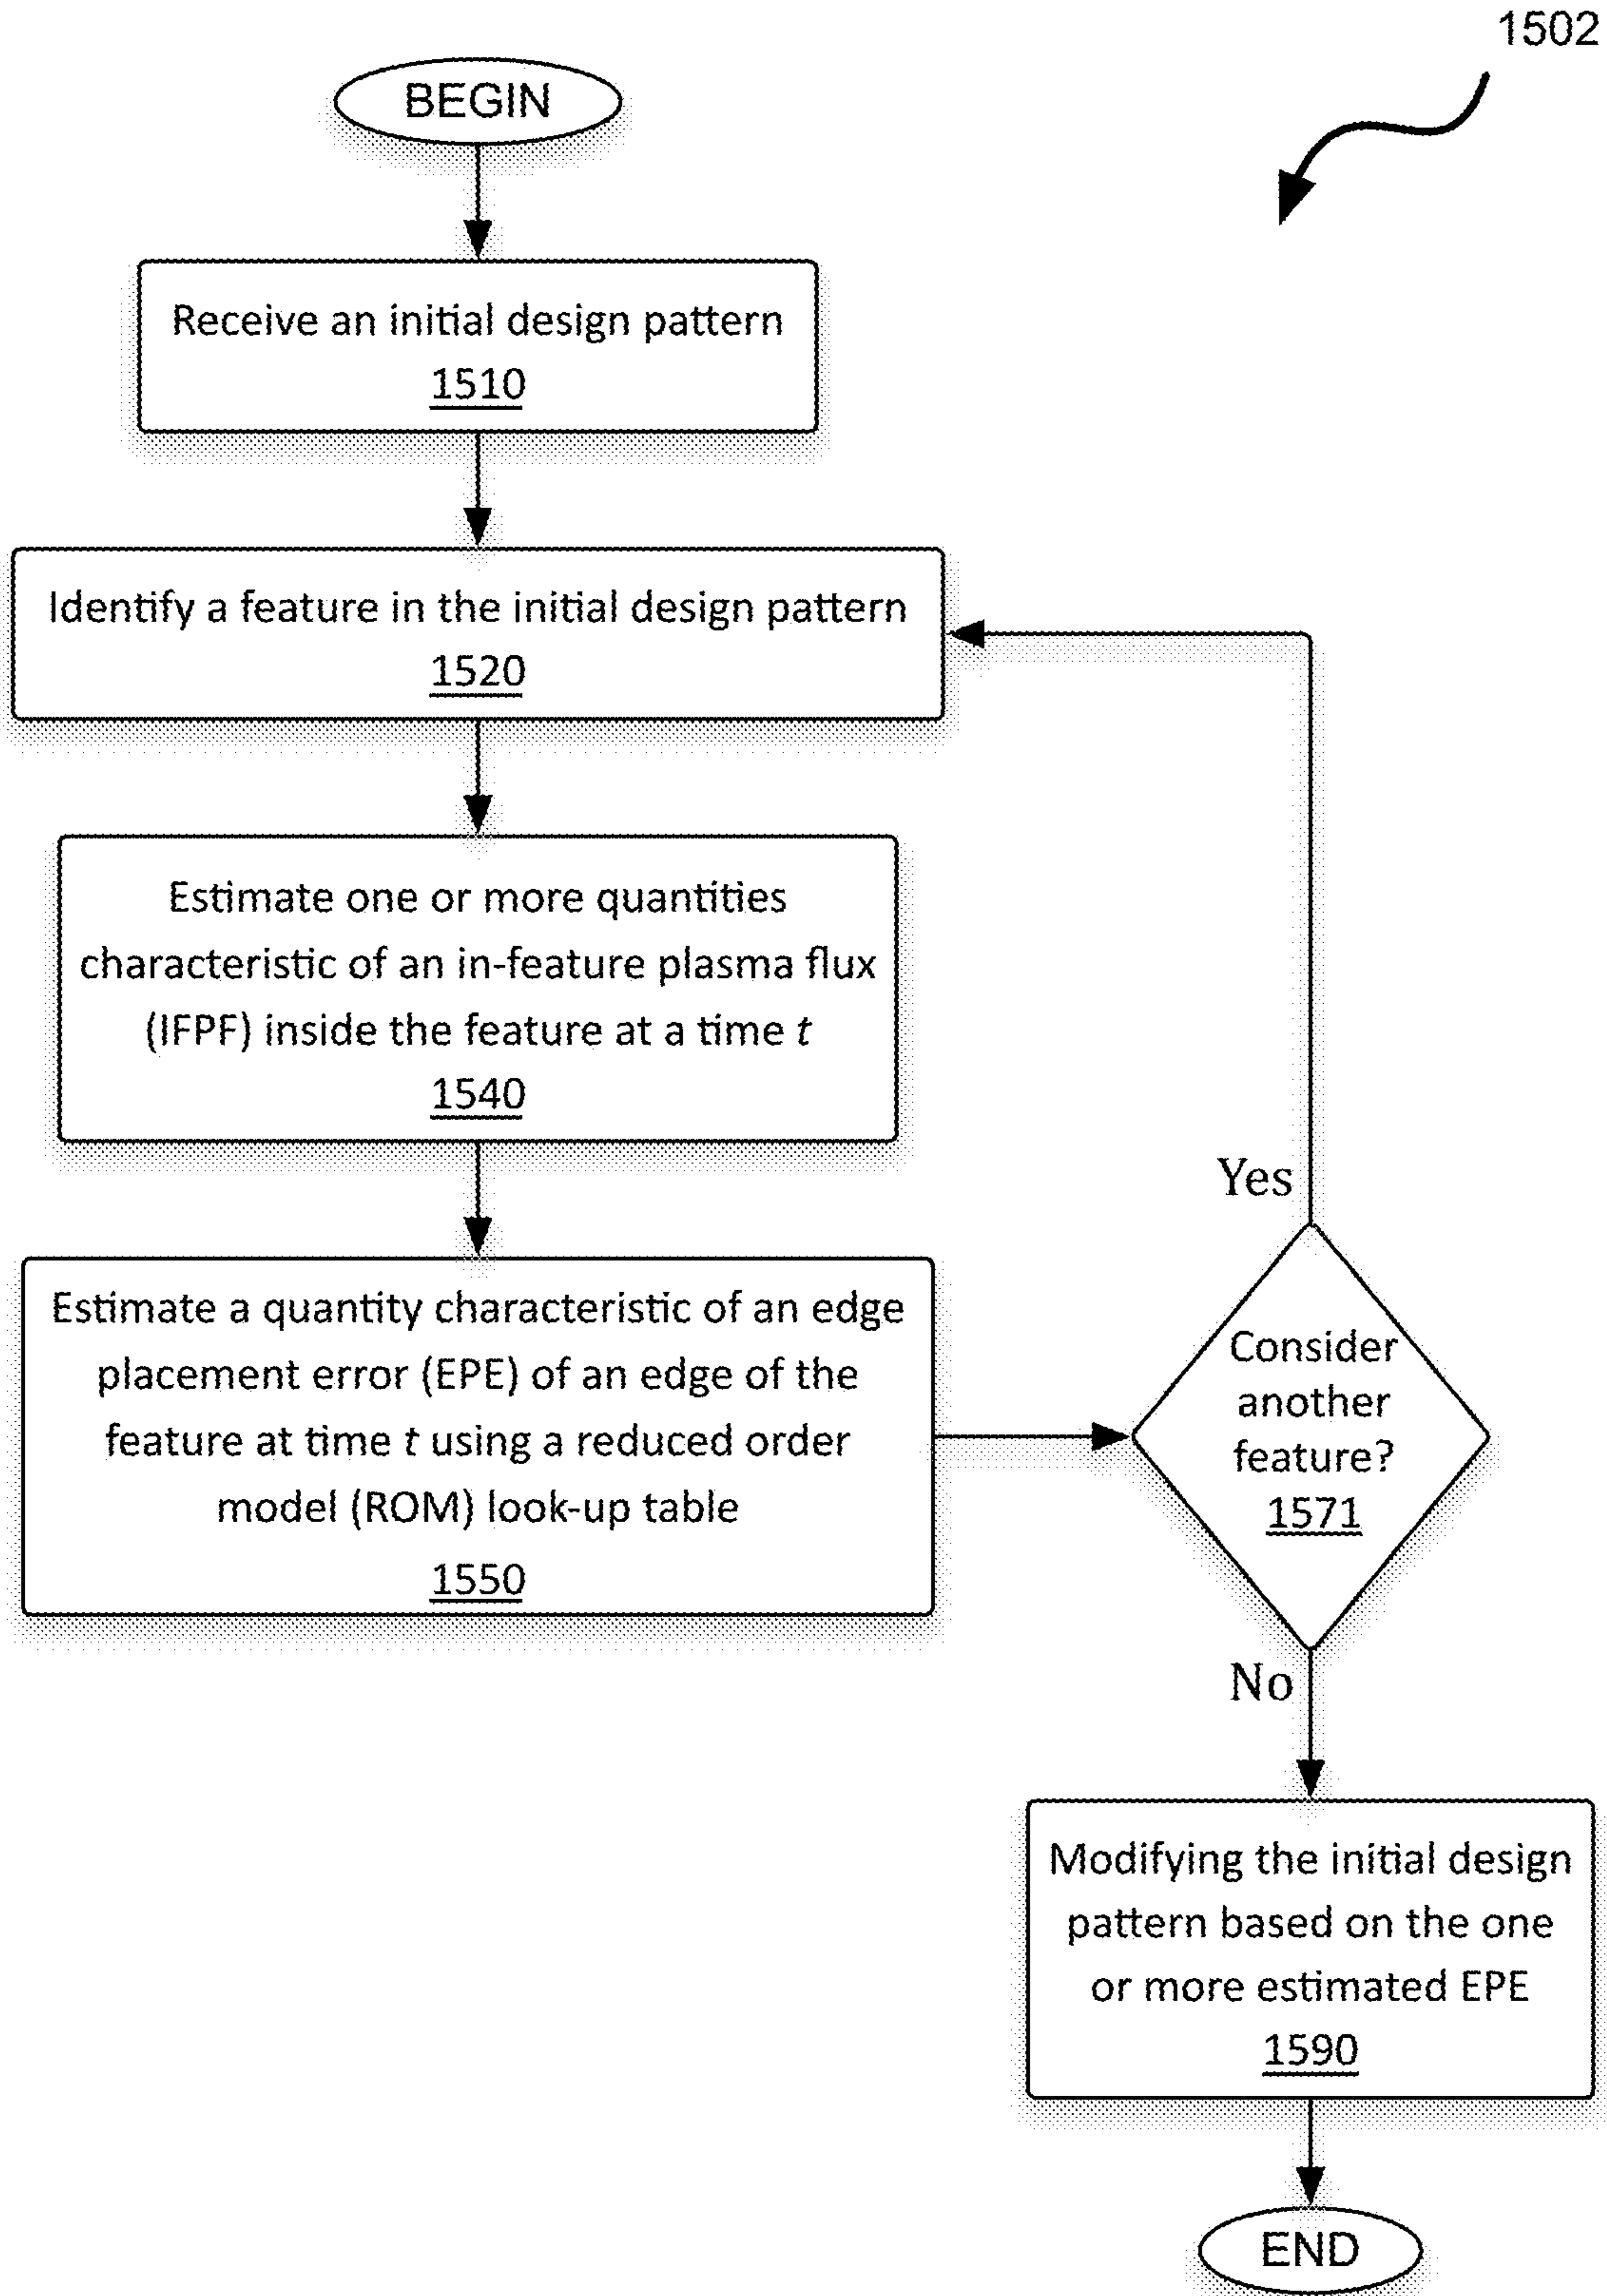 1502
BEGIN
Receive an initial design pattern
1510
Identify a feature in the initial design pattern
1520
Estimate one or more quantities
characteristic of an in-feature plasma flux
(IFPF) inside the feature at a time t
1540
Estimate a quantity characteristic of an edge
placement error (EPE) of an edge of the
feature at time t using a reduced order
model (ROM) look-up table
1550
Yes
Consider
another
feature?
1571
No
Modifying the initial design
pattern based on the one
or more estimated EPE
1590
END